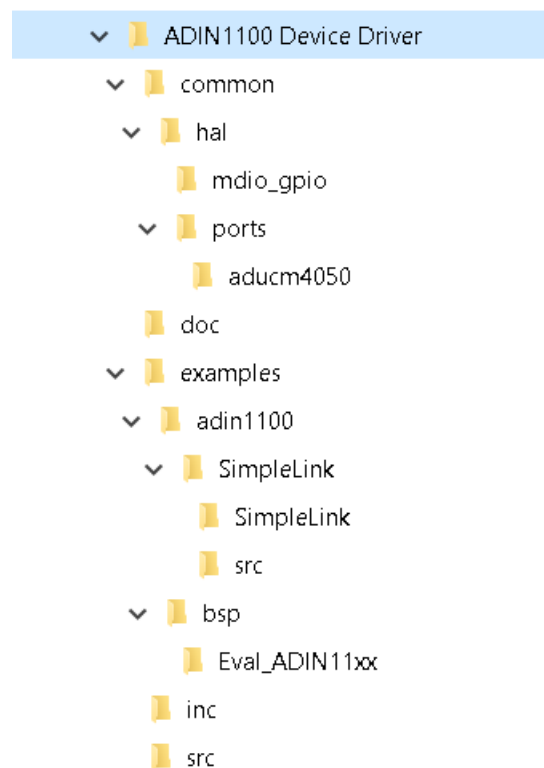 ADIN1100 Device Driver
common
hal
mdio_gpio
ports
aducm4050
doc
examples
adin1100
SimpleLink
SimpleLink
src
bsp
Eval_ADIN11xx
inc
src